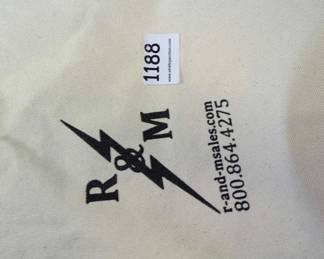 1188
R & M
r-and-msales.com
800.864.4275